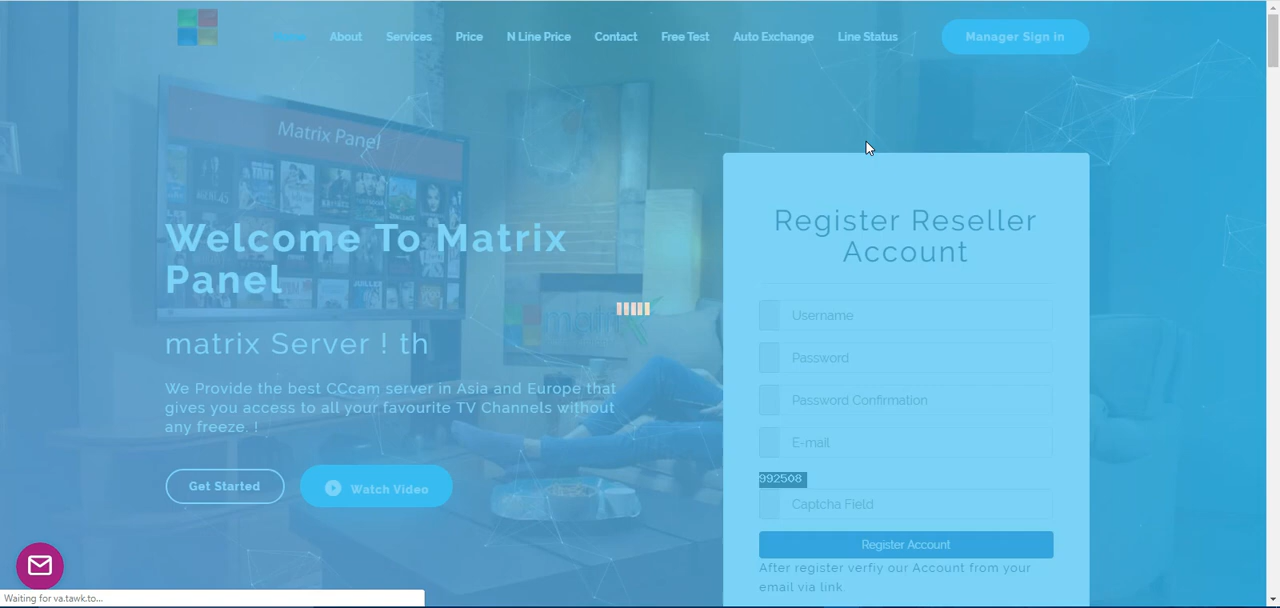 Home About Services Price N Line Price Contact Free Test Auto Exchange Line Status Manager Sign in
Matrix Panel
Welcome To Matrix
Panel
matrix Server ! th
We Provide the best CCcam server in Asia and Europe that
gives you access to all your favourite TV Channels without
any freeze. !
Get Started Watch Video
matrix
Register Reseller
Account
Username
Password
Password Confirmation
E-mail
992508
Captcha Field
Register Account
After register verfiy our Account from your
email via link.
Waiting for va.tawk.to...